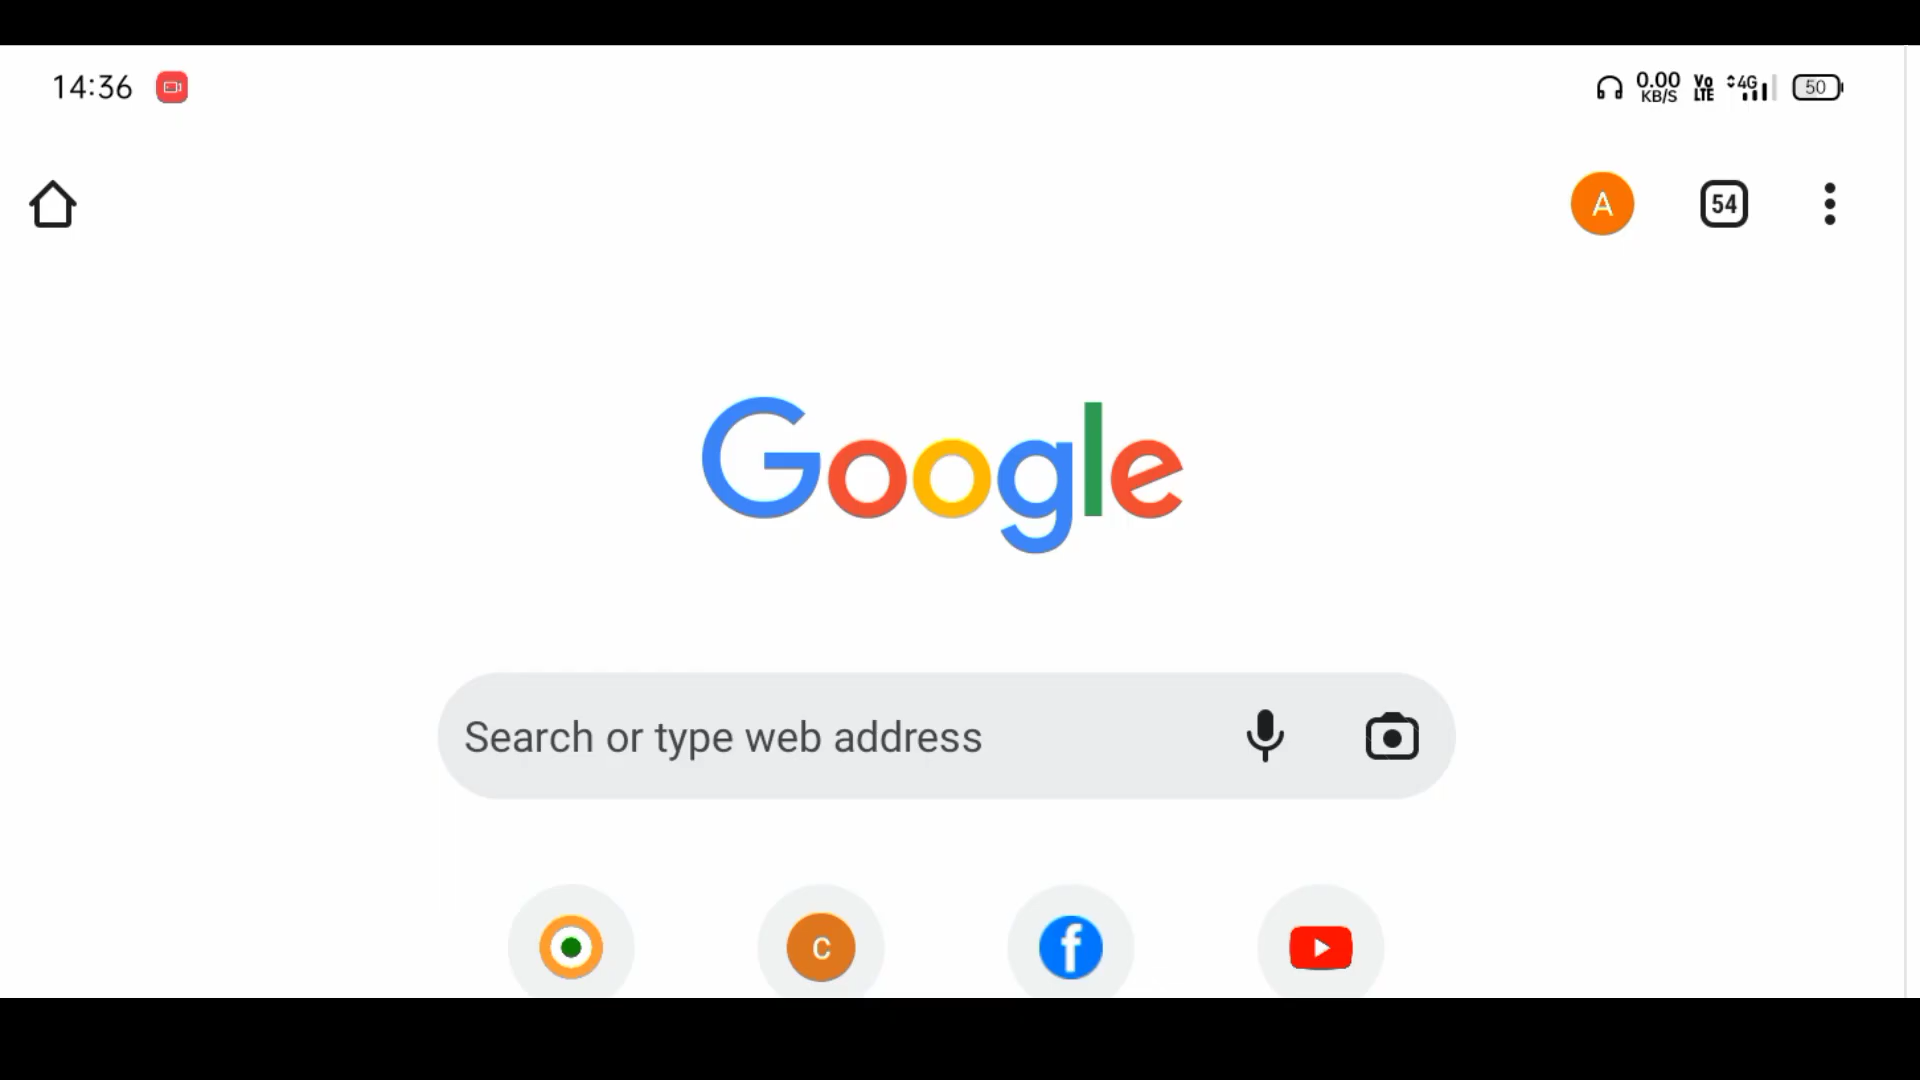 14:36
0.00
KB/S
Vo
LTE
4G
50
A
54
Google
Search or type web address
C
f